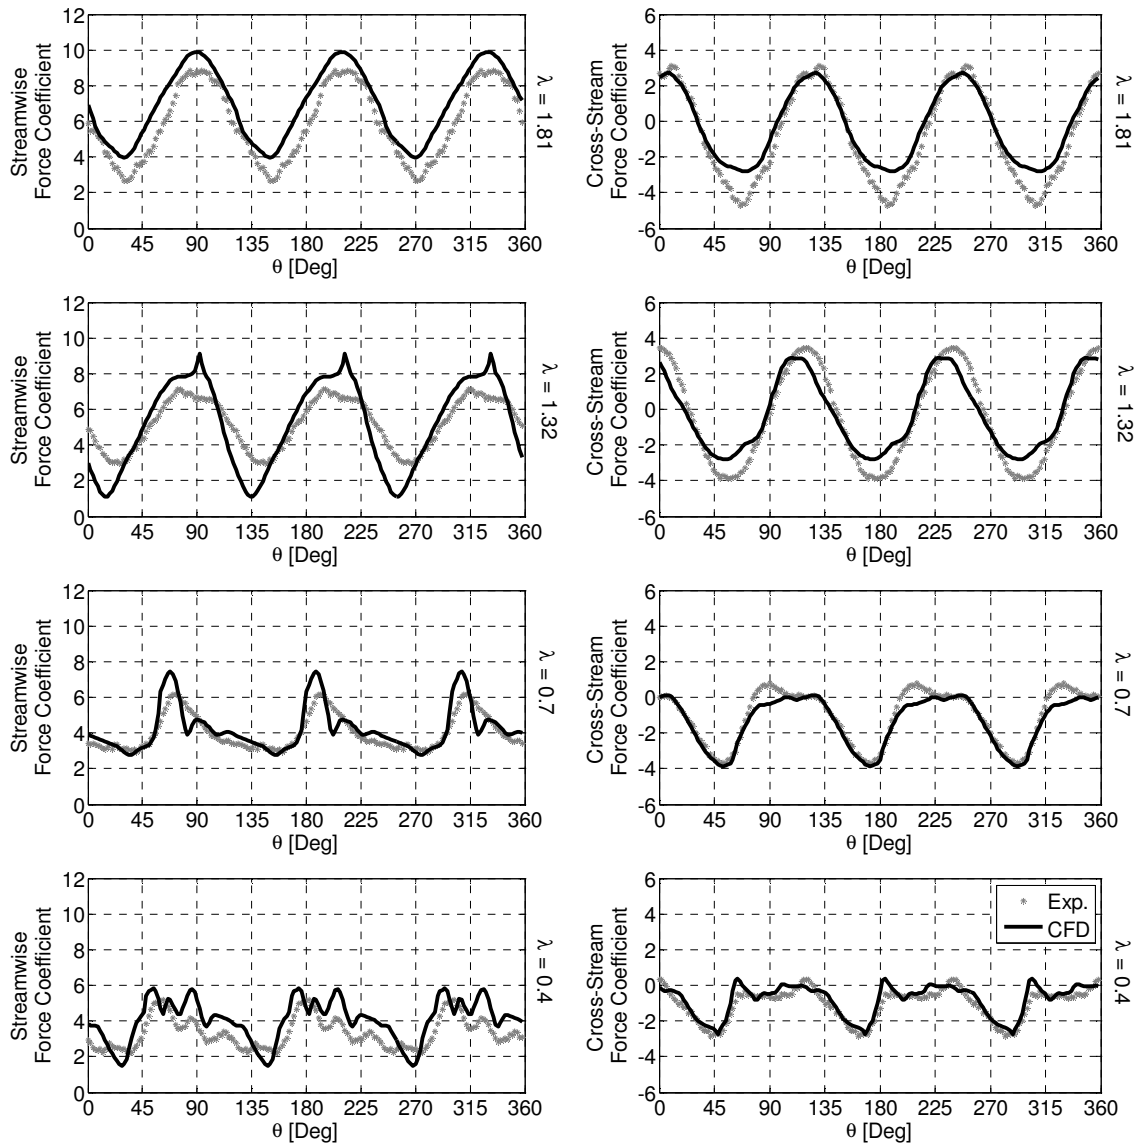 Streamwise
Force Coefficient
12
10
8
6
4
2
0
0 45 90 135 180 225 270 315 360
θ [Deg]
λ = 1.81
Cross-Stream
Force Coefficient
6
4
2
0
-2
-4
-6
0 45 90 135 180 225 270 315 360
θ [Deg]
λ = 1.81
Streamwise
Force Coefficient
12
10
8
6
4
2
0
0 45 90 135 180 225 270 315 360
θ [Deg]
λ = 1.32
Cross-Stream
Force Coefficient
6
4
2
0
-2
-4
-6
0 45 90 135 180 225 270 315 360
θ [Deg]
λ = 1.32
Streamwise
Force Coefficient
12
10
8
6
4
2
0
0 45 90 135 180 225 270 315 360
θ [Deg]
λ = 0.7
Cross-Stream
Force Coefficient
6
4
2
0
-2
-4
-6
0 45 90 135 180 225 270 315 360
θ [Deg]
λ = 0.7
Streamwise
Force Coefficient
12
10
8
6
4
2
0
0 45 90 135 180 225 270 315 360
θ [Deg]
λ = 0.4
Cross-Stream
Force Coefficient
6
4
2
0
-2
-4
-6
0 45 90 135 180 225 270 315 360
θ [Deg]
λ = 0.4
Exp.
CFD